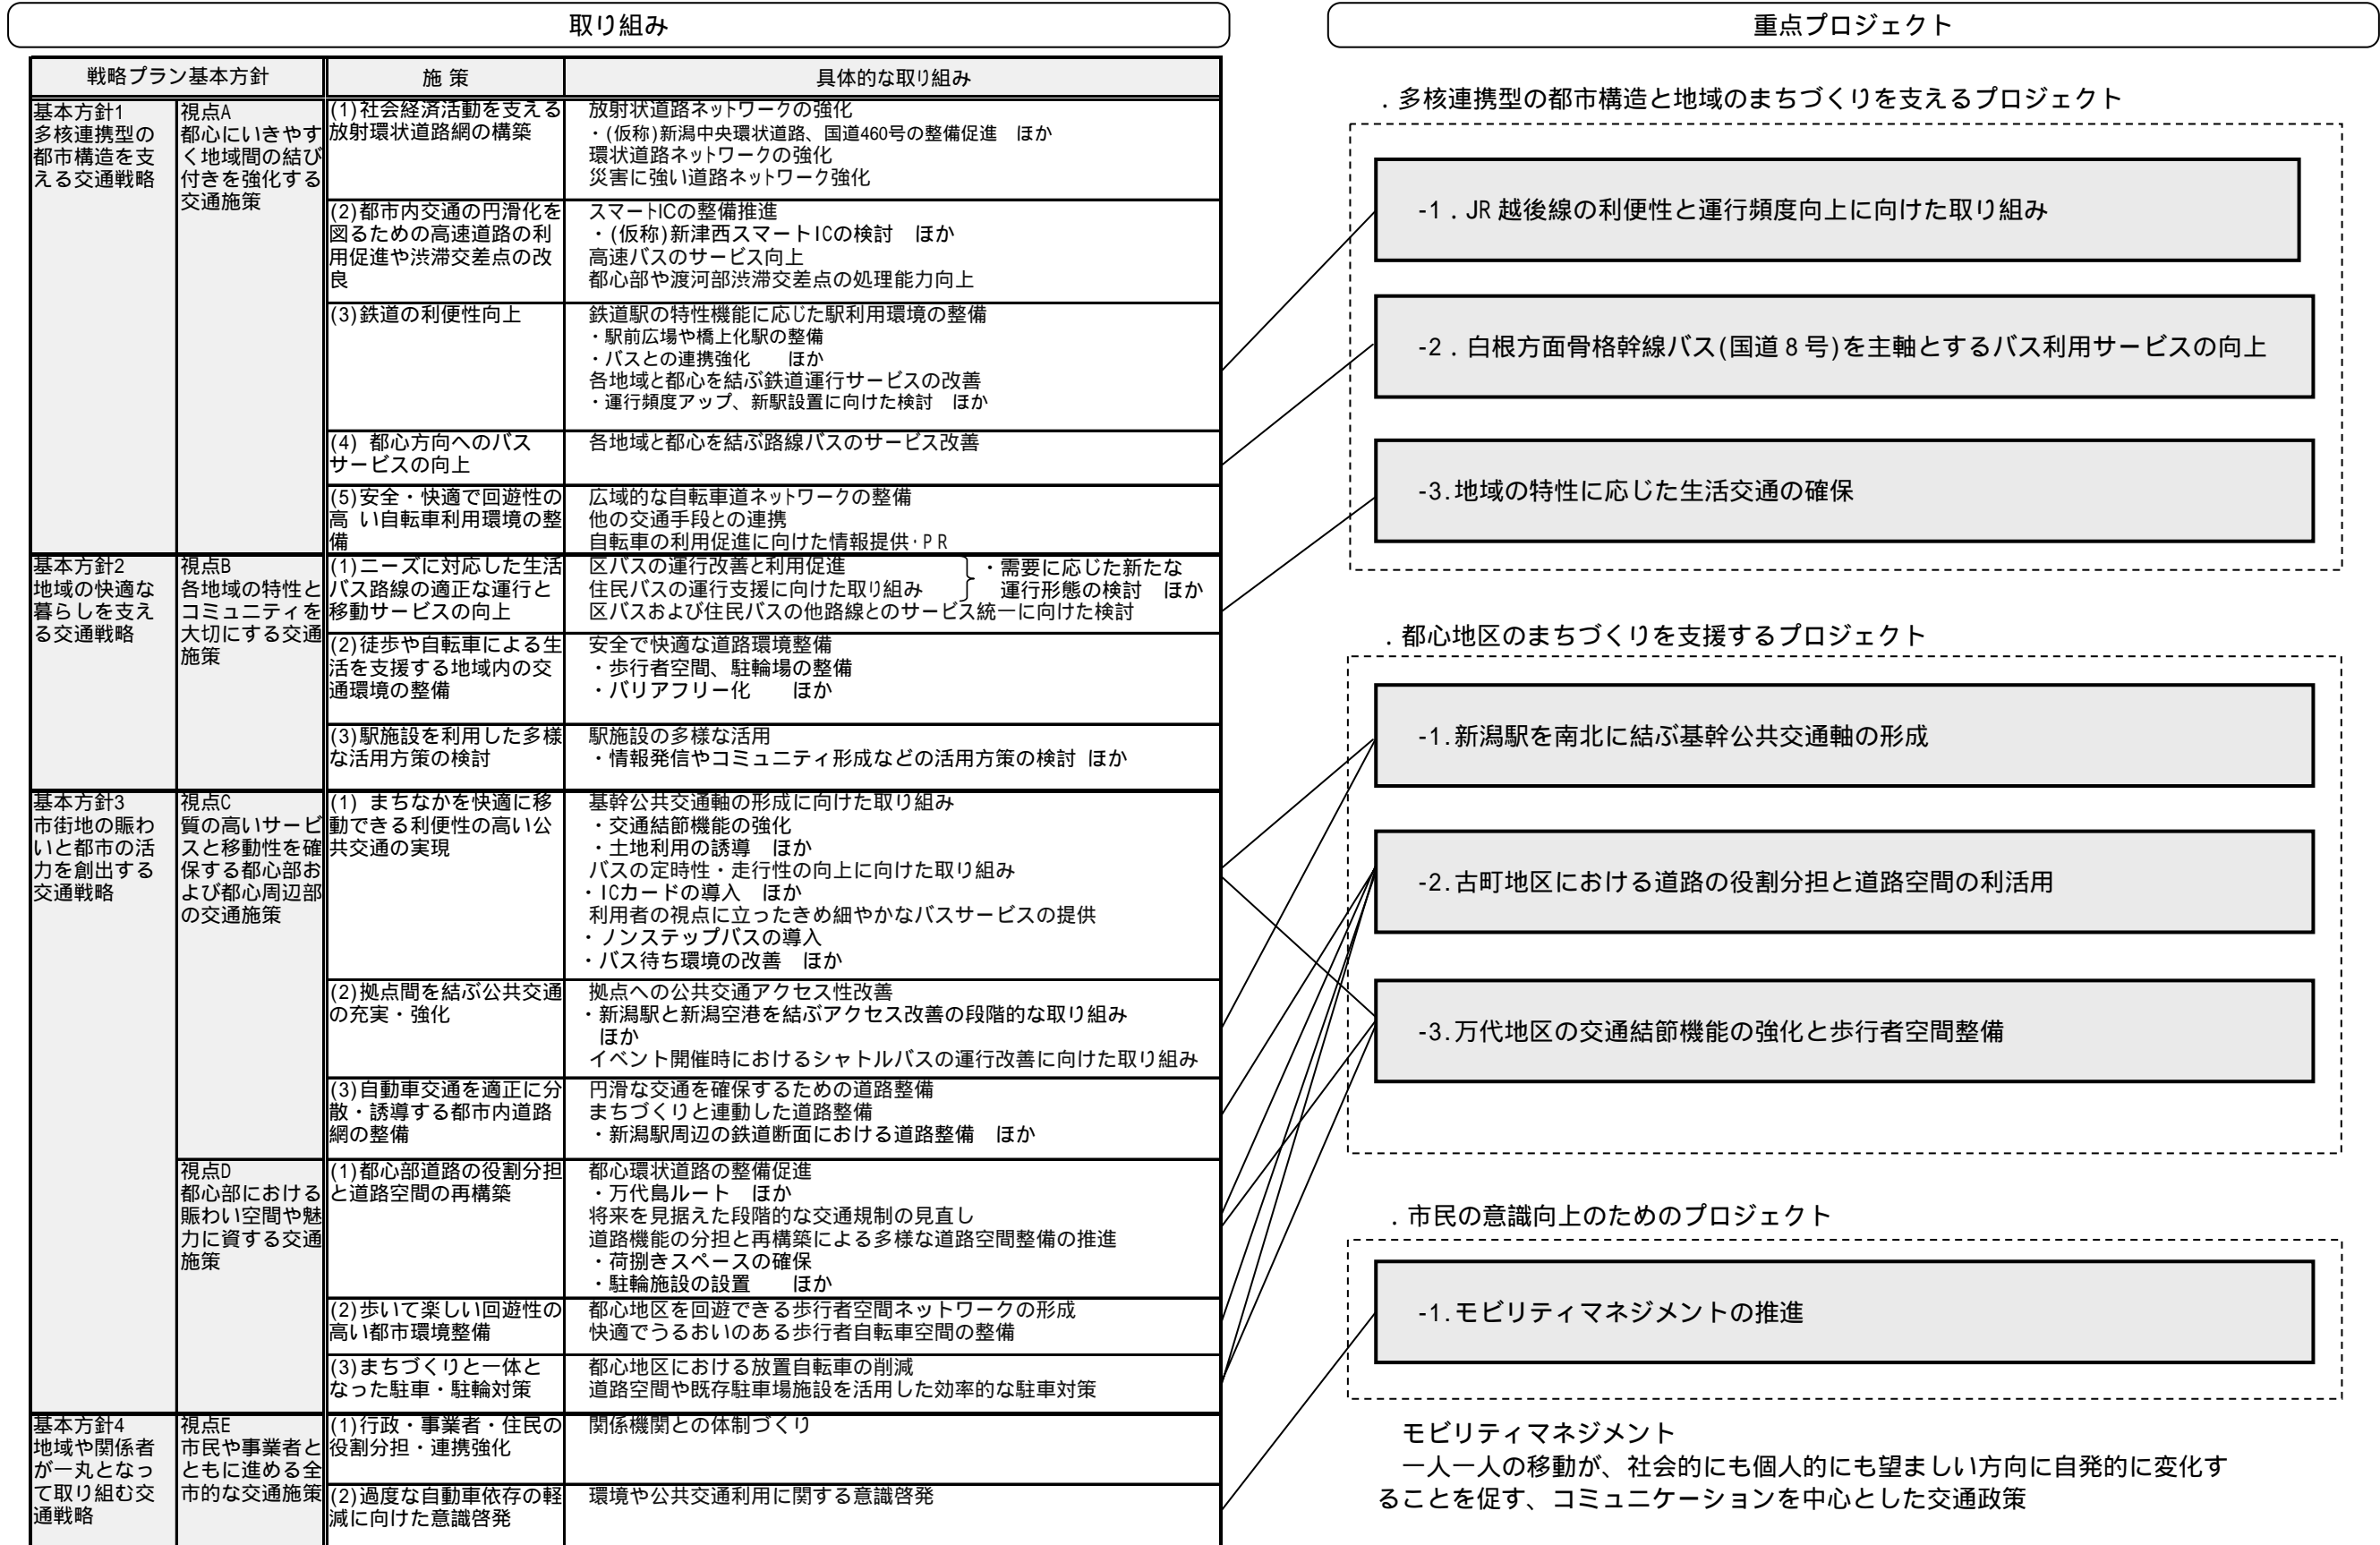 取り組み
戦略プラン基本方針
施 策
具体的な取り組み
基本方針1
多核連携型の
都市構造を支
える交通戦略
視点A
都心にいきやす
く地域間の結び
付きを強化する
交通施策
(1)社会経済活動を支える
放射環状道路網の構築
放射状道路ネットワークの強化
・(仮称)新潟中央環状道路、国道460号の整備促進　ほか
環状道路ネットワークの強化
災害に強い道路ネットワーク強化
(2)都市内交通の円滑化を
図るための高速道路の利
用促進や渋滞交差点の改
良
スマートICの整備推進
・(仮称)新津西スマートICの検討　ほか
高速バスのサービス向上
都心部や渡河部渋滞交差点の処理能力向上
(3)鉄道の利便性向上
鉄道駅の特性機能に応じた駅利用環境の整備
・駅前広場や橋上化駅の整備
・バスとの連携強化　　ほか
各地域と都心を結ぶ鉄道運行サービスの改善
・運行頻度アップ、新駅設置に向けた検討　ほか
(4) 都心方向へのバス
サービスの向上
各地域と都心を結ぶ路線バスのサービス改善
(5)安全・快適で回遊性の
高 い自転車利用環境の整
備
広域的な自転車道ネットワークの整備
他の交通手段との連携
自転車の利用促進に向けた情報提供・ＰＲ
基本方針2
地域の快適な
暮らしを支え
る交通戦略
視点B
各地域の特性と
コミュニティを
大切にする交通
施策
(1)ニーズに対応した生活
バス路線の適正な運行と
移動サービスの向上
区バスの運行改善と利用促進
住民バスの運行支援に向けた取り組み
・需要に応じた新たな
運行形態の検討　ほか
区バスおよび住民バスの他路線とのサービス統一に向けた検討
(2)徒歩や自転車による生
活を支援する地域内の交
通環境の整備
安全で快適な道路環境整備
・歩行者空間、駐輪場の整備
・バリアフリー化　　ほか
(3)駅施設を利用した多様
な活用方策の検討
駅施設の多様な活用
・情報発信やコミュニティ形成などの活用方策の検討 ほか
基本方針3
市街地の賑わ
いと都市の活
力を創出する
交通戦略
視点C
質の高いサービ
スと移動性を確
保する都心部お
よび都心周辺部
の交通施策
(1) まちなかを快適に移
動できる利便性の高い公
共交通の実現
基幹公共交通軸の形成に向けた取り組み
・交通結節機能の強化
・土地利用の誘導　ほか
バスの定時性・走行性の向上に向けた取り組み
・ICカードの導入　ほか
利用者の視点に立ったきめ細やかなバスサービスの提供
・ノンステップバスの導入
・バス待ち環境の改善　ほか
(2)拠点間を結ぶ公共交通
の充実・強化
拠点への公共交通アクセス性改善
・新潟駅と新潟空港を結ぶアクセス改善の段階的な取り組み
ほか
イベント開催時におけるシャトルバスの運行改善に向けた取り組み
(3)自動車交通を適正に分
散・誘導する都市内道路
網の整備
円滑な交通を確保するための道路整備
まちづくりと連動した道路整備
・新潟駅周辺の鉄道断面における道路整備　ほか
視点D
都心部における
賑わい空間や魅
力に資する交通
施策
(1)都心部道路の役割分担
と道路空間の再構築
都心環状道路の整備促進
・万代島ルート　ほか
将来を見据えた段階的な交通規制の見直し
道路機能の分担と再構築による多様な道路空間整備の推進
・荷捌きスペースの確保
・駐輪施設の設置　　ほか
(2)歩いて楽しい回遊性の
高い都市環境整備
都心地区を回遊できる歩行者空間ネットワークの形成
快適でうるおいのある歩行者自転車空間の整備
(3)まちづくりと一体と
なった駐車・駐輪対策
都心地区における放置自転車の削減
道路空間や既存駐車場施設を活用した効率的な駐車対策
基本方針4
地域や関係者
が一丸となっ
て取り組む交
通戦略
視点E
市民や事業者と
ともに進める全
市的な交通施策
(1)行政・事業者・住民の
役割分担・連携強化
関係機関との体制づくり
(2)過度な自動車依存の軽
減に向けた意識啓発
環境や公共交通利用に関する意識啓発
重点プロジェクト
．多核連携型の都市構造と地域のまちづくりを支えるプロジェクト
-1．JR 越後線の利便性と運行頻度向上に向けた取り組み
-2．白根方面骨格幹線バス(国道８号)を主軸とするバス利用サービスの向上
-3.地域の特性に応じた生活交通の確保
．都心地区のまちづくりを支援するプロジェクト
-1.新潟駅を南北に結ぶ基幹公共交通軸の形成
-2.古町地区における道路の役割分担と道路空間の利活用
-3.万代地区の交通結節機能の強化と歩行者空間整備
．市民の意識向上のためのプロジェクト
-1.モビリティマネジメントの推進
モビリティマネジメント
一人一人の移動が、社会的にも個人的にも望ましい方向に自発的に変化す
ることを促す、コミュニケーションを中心とした交通政策